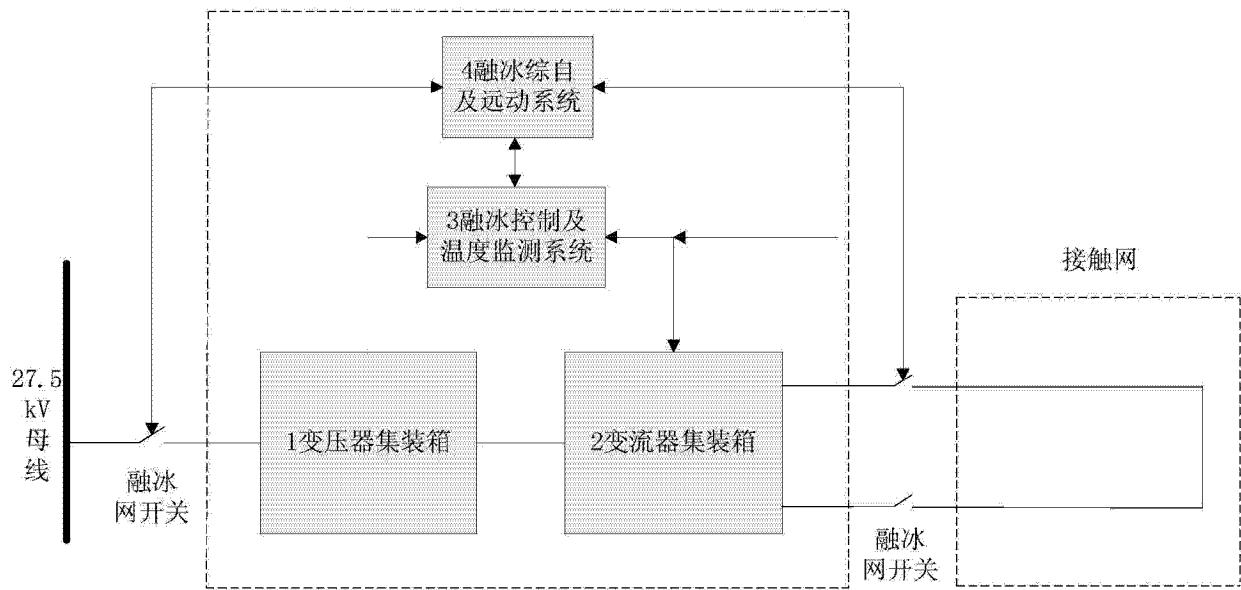 4融冰综自
及远动系统
3融冰控制及
温度监测系统
接触网
27.5
kV
母
线
1变压器集装箱
2变流器集装箱
融冰
网开关
融冰
网开关